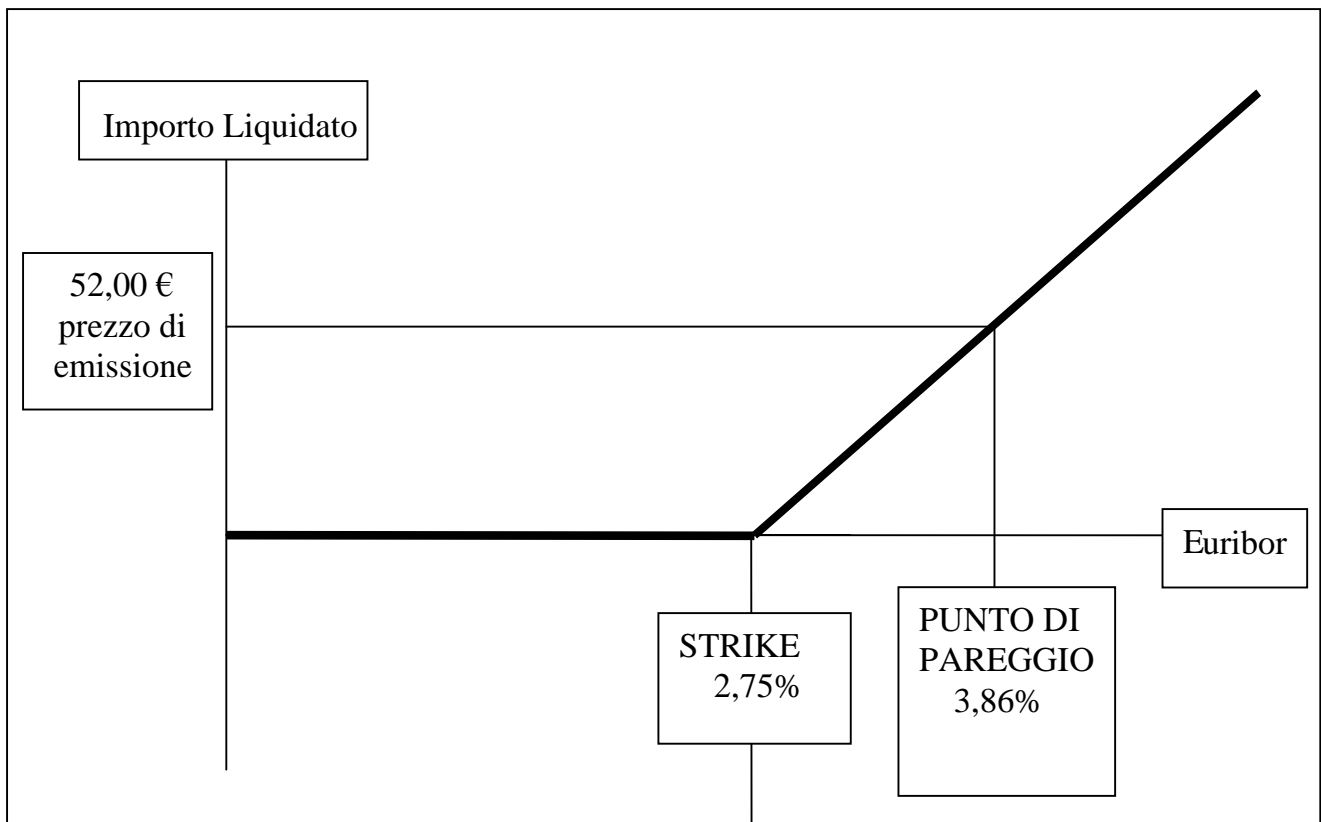 Importo Liquidato
52,00 €
prezzo di
emissione
Euribor
STRIKE
2,75%
PUNTO DI
PAREGGIO
3,86%